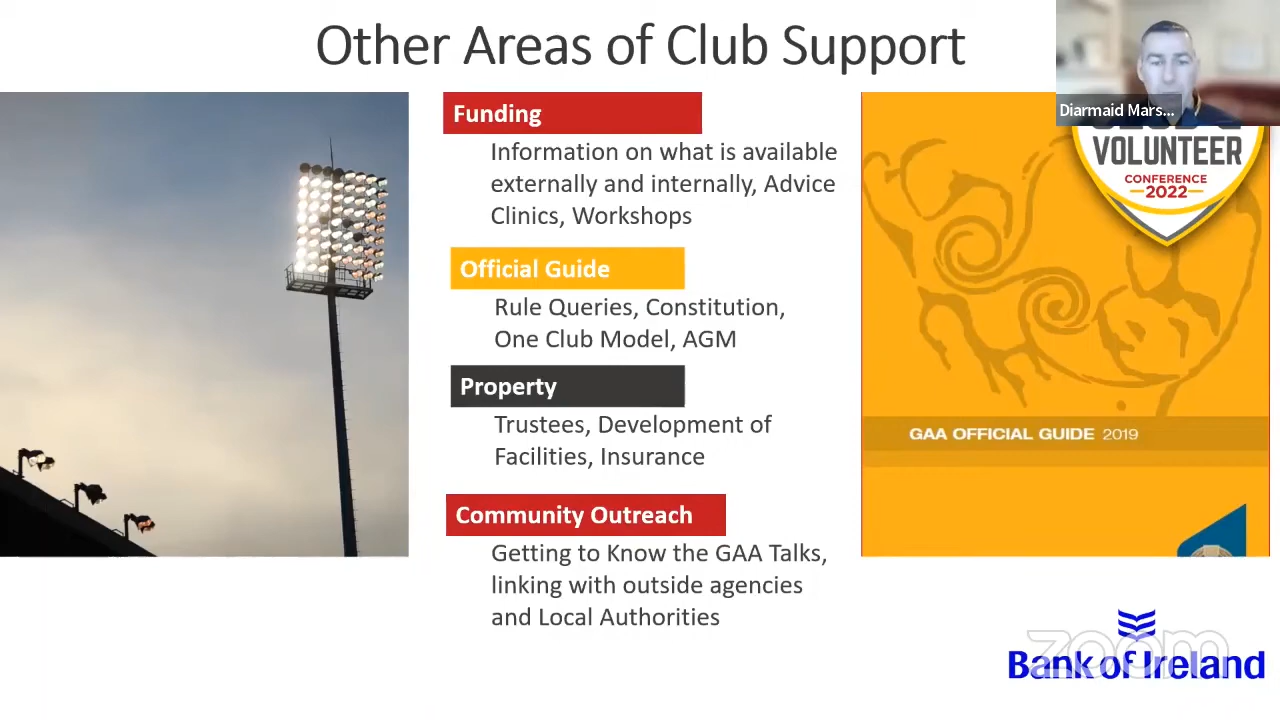 Other Areas of Club Support
Diarmaid Mars...
Funding
Information on what is available
externally and internally, Advice
Clinics, Workshops
Official Guide
Rule Queries, Constitution,
One Club Model, AGM
Property
Trustees, Development of
Facilities, Insurance
Community Outreach
Getting to Know the GAA Talks,
linking with outside agencies
and Local Authorities
VOLUNTEER
CONFERENCE
2022
GAA OFFICIAL GUIDE 2019
zoom
Bank of Ireland